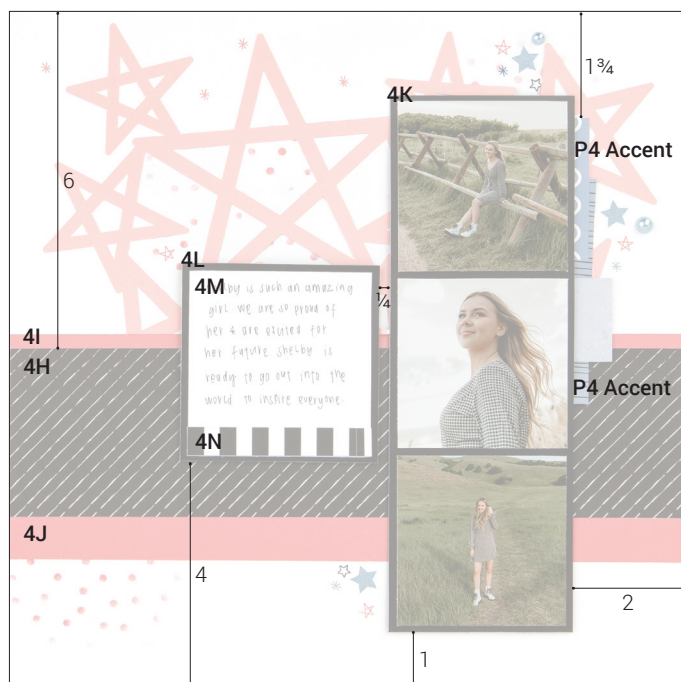 1¾
4K
P4 Accent
6
4L
4M
by is such an amazing
girl. we are so proud of
her & are excited for
her future shelby is
ready to go out into the
world to inspire everyone.
¼
4I
4H
P4 Accent
4N
4J
4
2
1